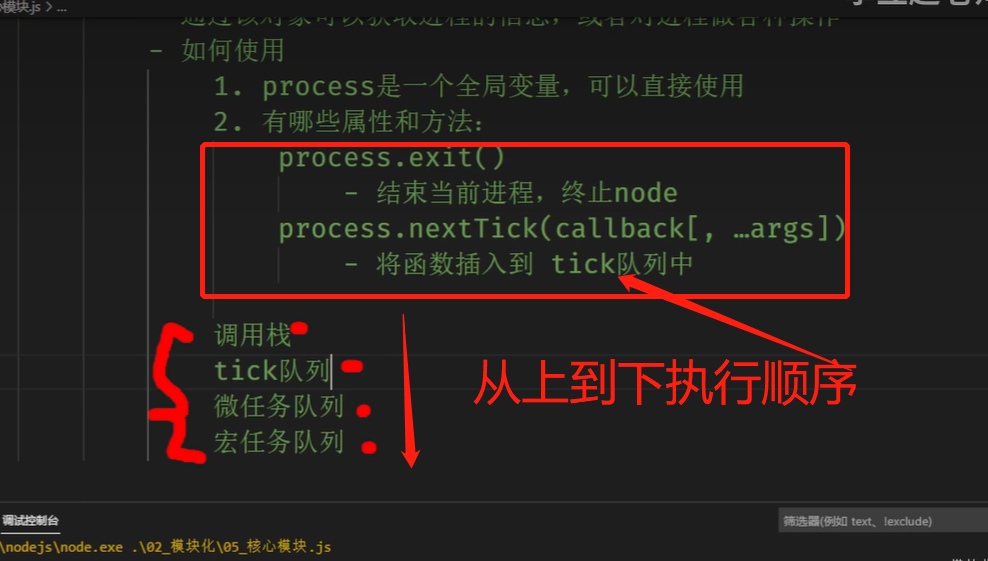 模块.js > ...
通过该对象可以获取进程的信息，或者对进程做各种操作
- 如何使用
1. process是一个全局变量，可以直接使用
2. 有哪些属性和方法：
process.exit()
- 结束当前进程，终止node
process.nextTick(callback[, …args])
- 将函数插入到 tick队列中
调用栈
tick队列
微任务队列
宏任务队列
从上到下执行顺序
调试控制台
筛选器(例如 text、!exclude)
\nodejs\node.exe .\02_模块化\05_核心模块.js